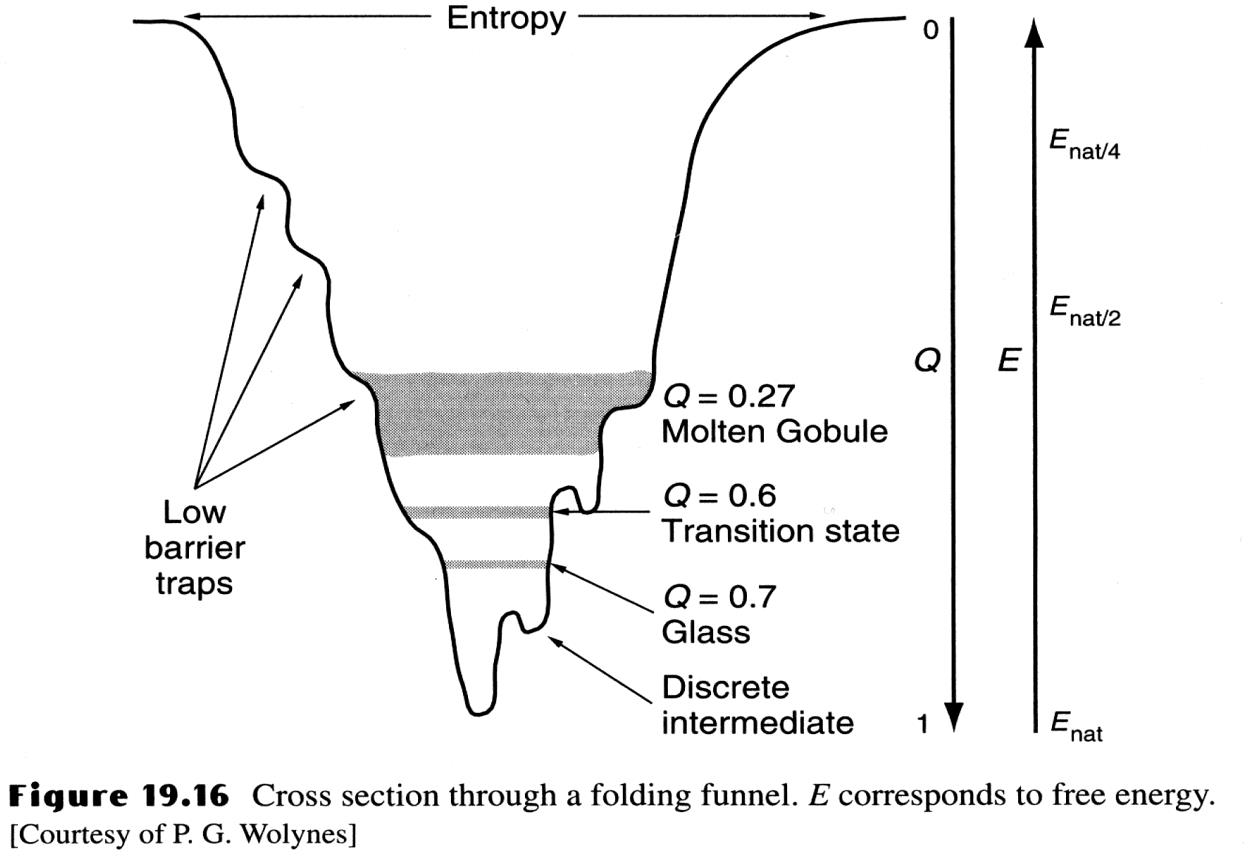 Entropy
0
E nat/4
E nat/2
Q
E
Q = 0.27
Molten Gobule
Q = 0.6
Transition state
Low
barrier
traps
Q = 0.7
Glass
Discrete
intermediate
1
E nat
Figure 19.16 Cross section through a folding funnel. E corresponds to free energy.
[Courtesy of P. G. Wolynes]